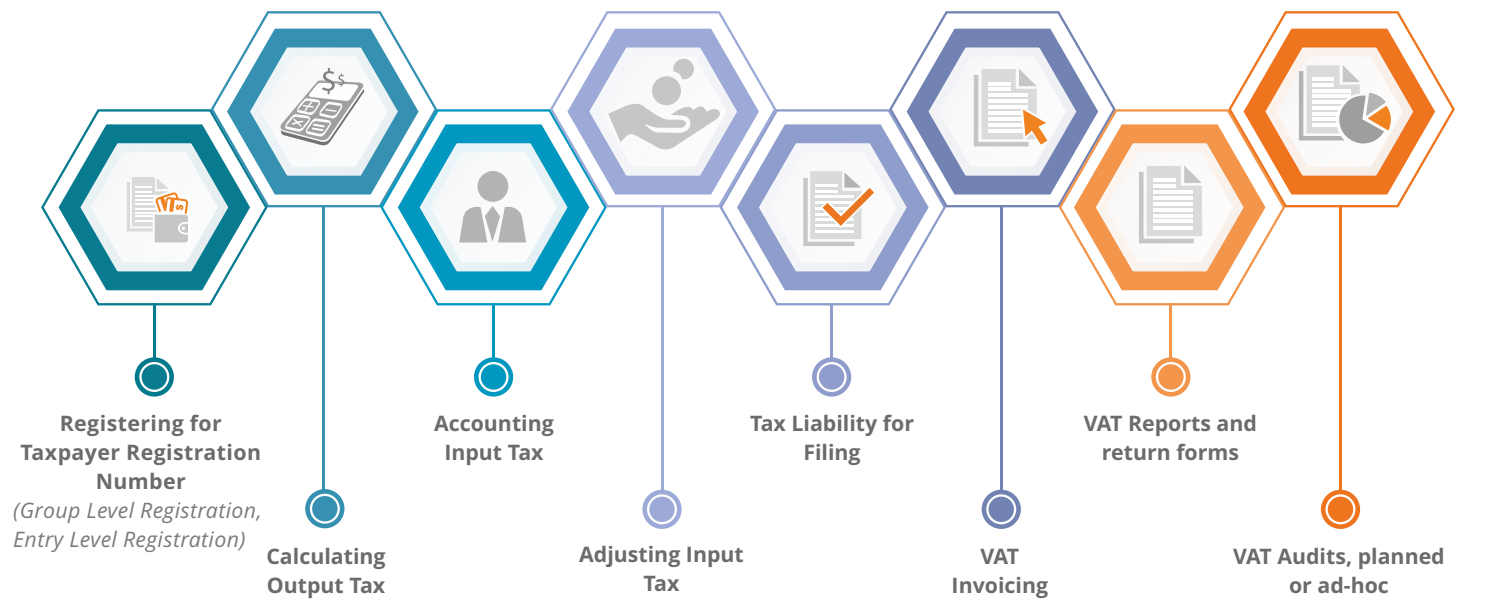 Registering for
Taxpayer Registration
Number
(Group Level Registration,
Entry Level Registration)
Calculating
Output Tax
Accounting
Input Tax
Adjusting Input
Tax
Tax Liability for
Filing
VAT
Invoicing
VAT Reports and
return forms
VAT Audits, planned
or ad-hoc